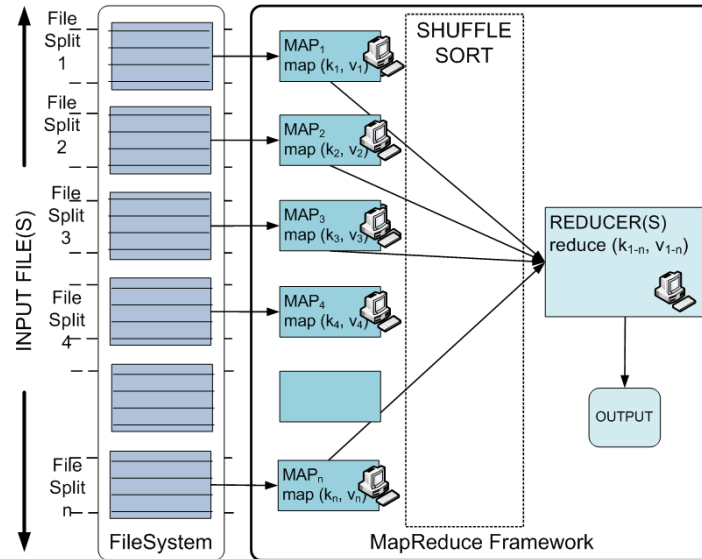 INPUT FILE(S)
File
Split
1
File
Split
2
File
Split
3
File
Split
4
File
Split
n
FileSystem
MAP₁
map (k₁, v₁)
MAP₂
map (k₂, v₂)
MAP₃
map (k₃, v₃)
MAP₄
map (k₄, v₄)
MAPₙ
map (kₙ, vₙ)
SHUFFLE
SORT
REDUCER(S)
reduce (k₁₋ₙ, v₁₋ₙ)
OUTPUT
MapReduce Framework